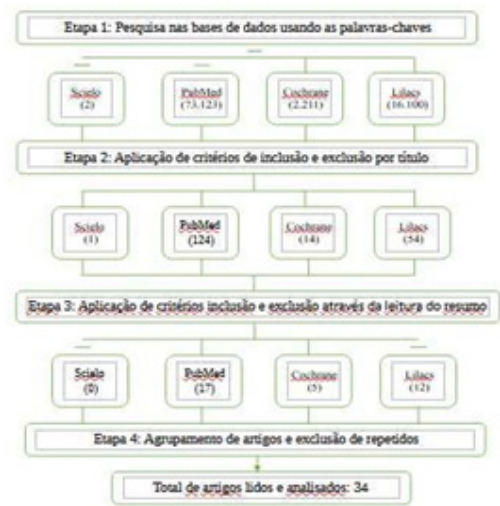 Etapa 1: Pesquisa nas bases de dados usando as palavras-chaves
Scielo PubMed Cochrane Lilacs
(2) (73.123) (2.211) (16.100)
Etapa 2: Aplicação de critérios de inclusão e exclusão por título
Scielo PubMed Cochrane Lilacs
(1) (124) (14) (54)
Etapa 3: Aplicação de critérios inclusão e exclusão através da leitura do resumo
Scielo PubMed Cochrane Lilacs
(0) (17) (5) (12)
Etapa 4: Agrupamento de artigos e exclusão de repetidos
Total de artigos lidos e analisados: 34